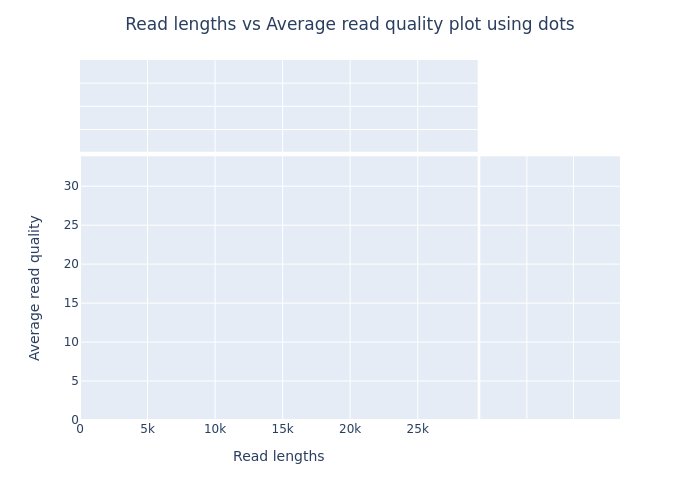 Read lengths vs Average read quality plot using dots
30
25
20
15
10
5
0
0 5k 10k 15k 20k 25k
Average read quality
Read lengths